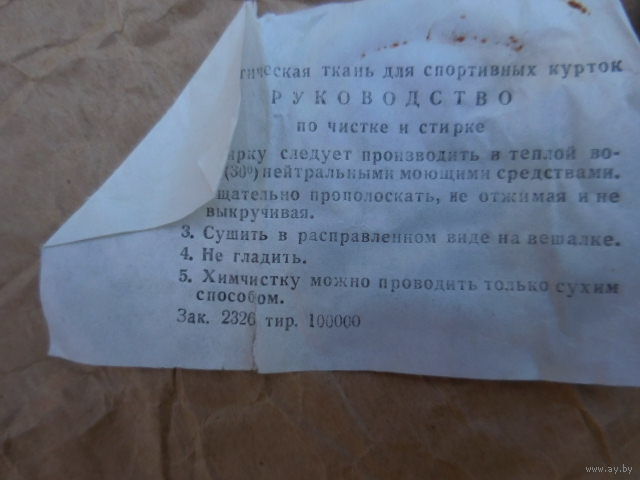 тическая ткань для спортивных курток
РУКОВОДСТВО
по чистке и стирке
ирку следует производить в теплой во-
(30°) нейтральными моющими средствами.
щательно прополоскать, не отжимая и не
выкручивая.
3. Сушить в расправленном виде на вешалке.
4. Не гладить.
5. Химчистку можно проводить только сухим
способом.
Зак. 2326 тир. 100000
www.ay.by